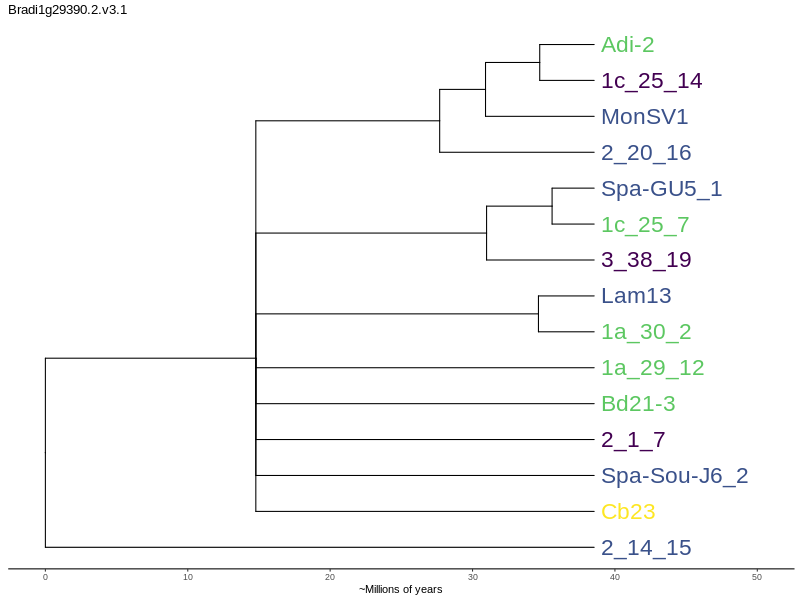 Bradi1g29390.2.v3.1
Adi-2
1c_25_14
MonSV1
2_20_16
Spa-GU5_1
1c_25_7
3_38_19
Lam13
1a_30_2
1a_29_12
Bd21-3
2_1_7
Spa-Sou-J6_2
Cb23
2_14_15
0 10 20 30 40 50
~Millions of years